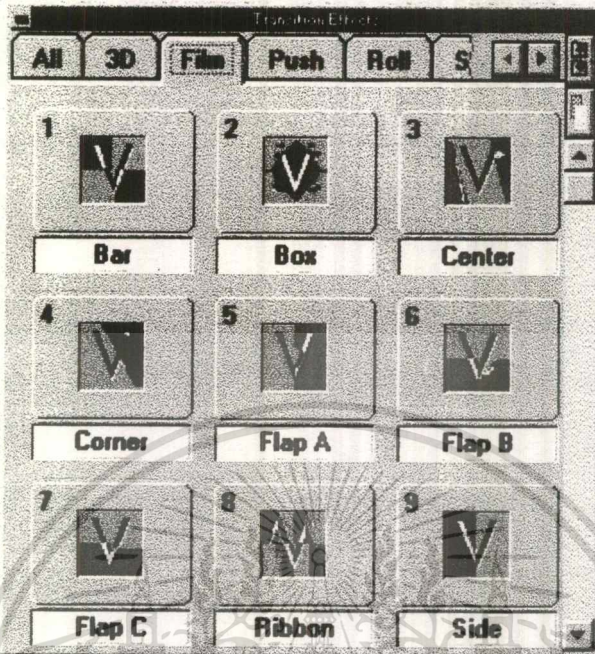 Transition Effects
All 3D Film Push Roll S
1 2 3
Bar Box Center
4 5 6
Corner Flap A Flap B
7 8 9
Flap C Ribbon Side